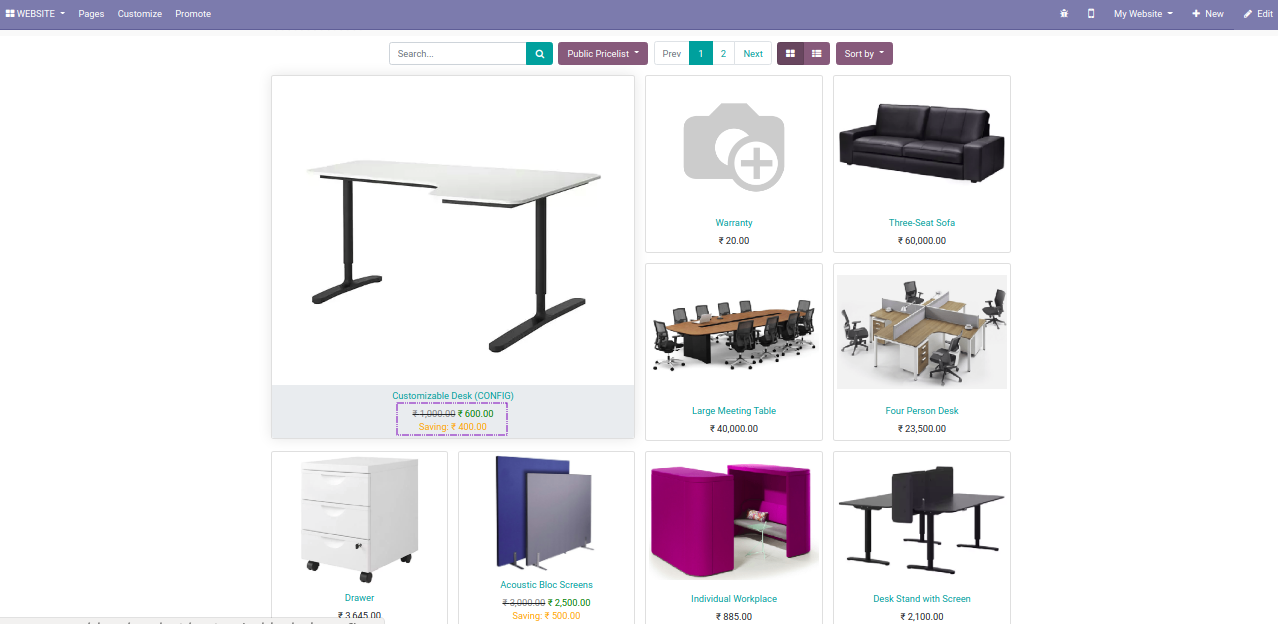 WEBSITE Pages Customize Promote My Website New Edit
Search... Public Pricelist Prev 1 2 Next Sort by
Customizable Desk (CONFIG)
₹ 1,000.00 ₹ 600.00
Saving: ₹ 400.00
Warranty
₹ 20.00
Three-Seat Sofa
₹ 60,000.00
Large Meeting Table
₹ 40,000.00
Four Person Desk
₹ 23,500.00
Drawer
₹ 3,645.00
Acoustic Bloc Screens
₹ 3,000.00 ₹ 2,500.00
Saving: ₹ 500.00
Individual Workplace
₹ 885.00
Desk Stand with Screen
₹ 2,100.00